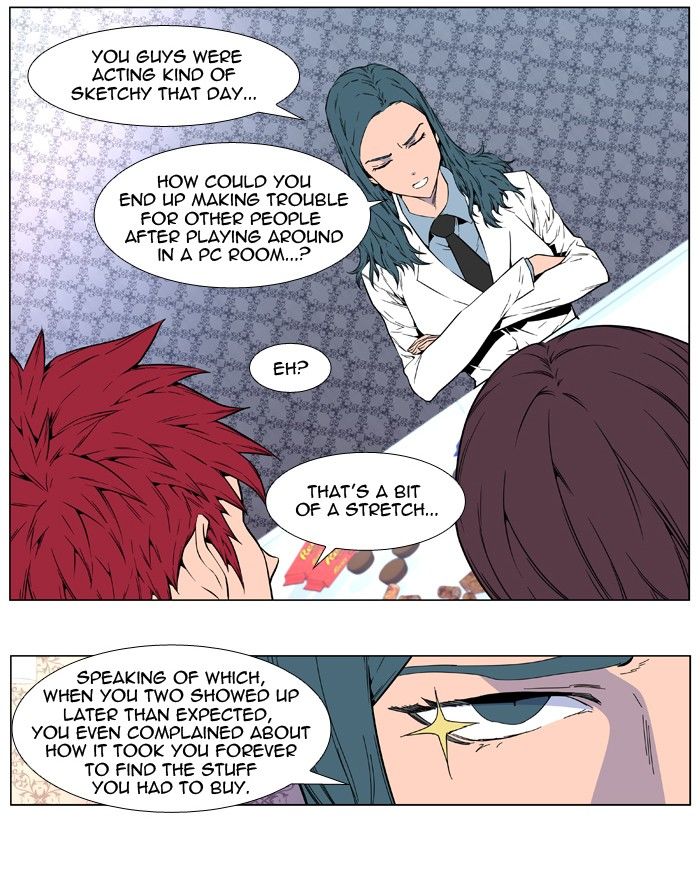 YOU GUYS WERE
ACTING KIND OF
SKETCHY THAT DAY...
HOW COULD YOU
END UP MAKING TROUBLE
FOR OTHER PEOPLE
AFTER PLAYING AROUND
IN A PC ROOM...?
EH?
THAT'S A BIT
OF A STRETCH...
SPEAKING OF WHICH,
WHEN YOU TWO SHOWED UP
LATER THAN EXPECTED,
YOU EVEN COMPLAINED ABOUT
HOW IT TOOK YOU FOREVER
TO FIND THE STUFF
YOU HAD TO BUY.